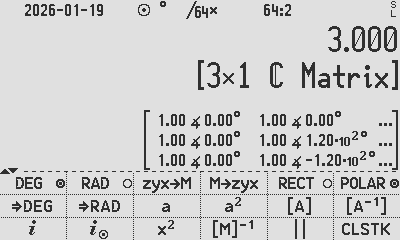 2026-01-19 ⊙ ° /64× 64:2 S L
3.000
[3×1 C Matrix]
1.00 ∡ 0.00° 1.00 ∡ 0.00° ...
1.00 ∡ 0.00° 1.00 ∡ 1.20·10²° ...
1.00 ∡ 0.00° 1.00 ∡ −1.20·10²° ...
DEG RAD zyx→M M→zyx RECT POLAR
→DEG →RAD a a² [A] [A⁻¹]
i i⊙ x² [M]⁻¹ || CLSTK